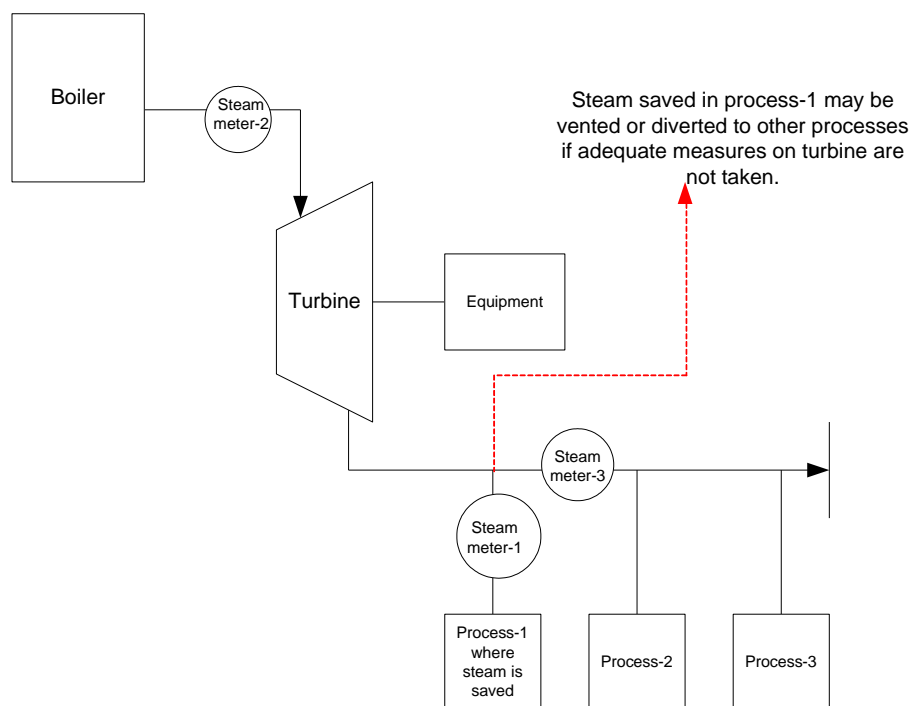 Boiler
Steam
meter-2
Steam saved in process-1 may be
vented or diverted to other processes
if adequate measures on turbine are
not taken.
Turbine
Equipment
Steam
meter-3
Steam
meter-1
Process-1
where
steam is
saved
Process-2
Process-3